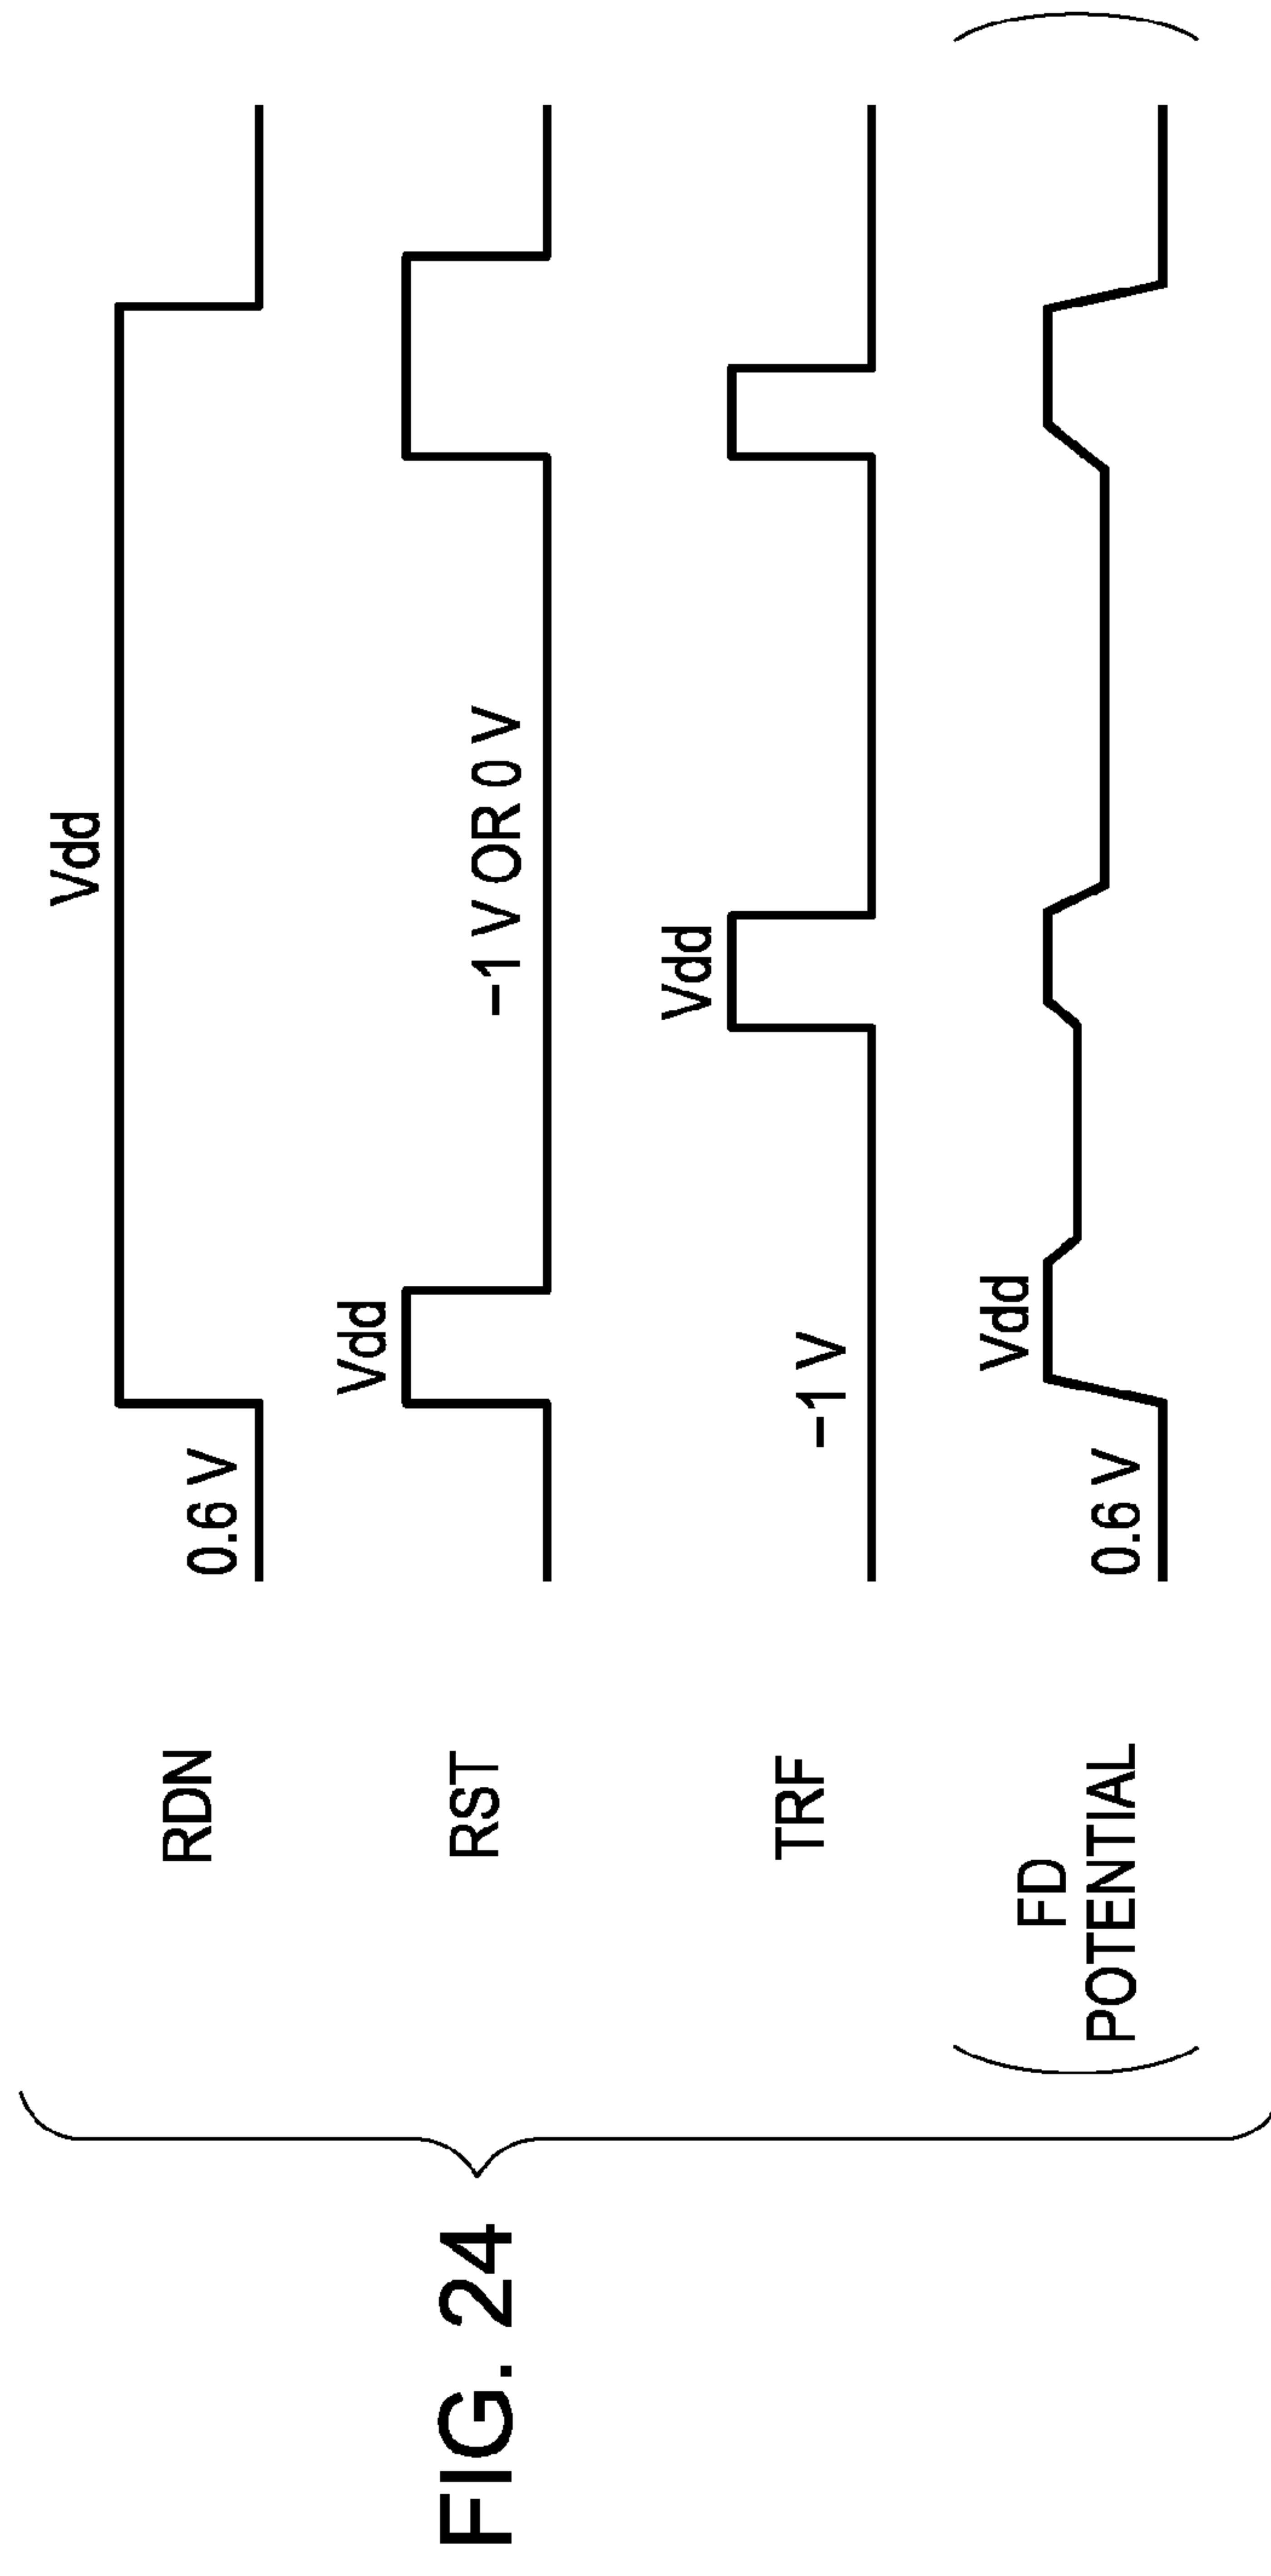 FIG. 24
RDN
0.6 V
Vdd
RST
Vdd
−1 V OR 0 V
TRF
−1 V
Vdd
FD
POTENTIAL
0.6 V
Vdd